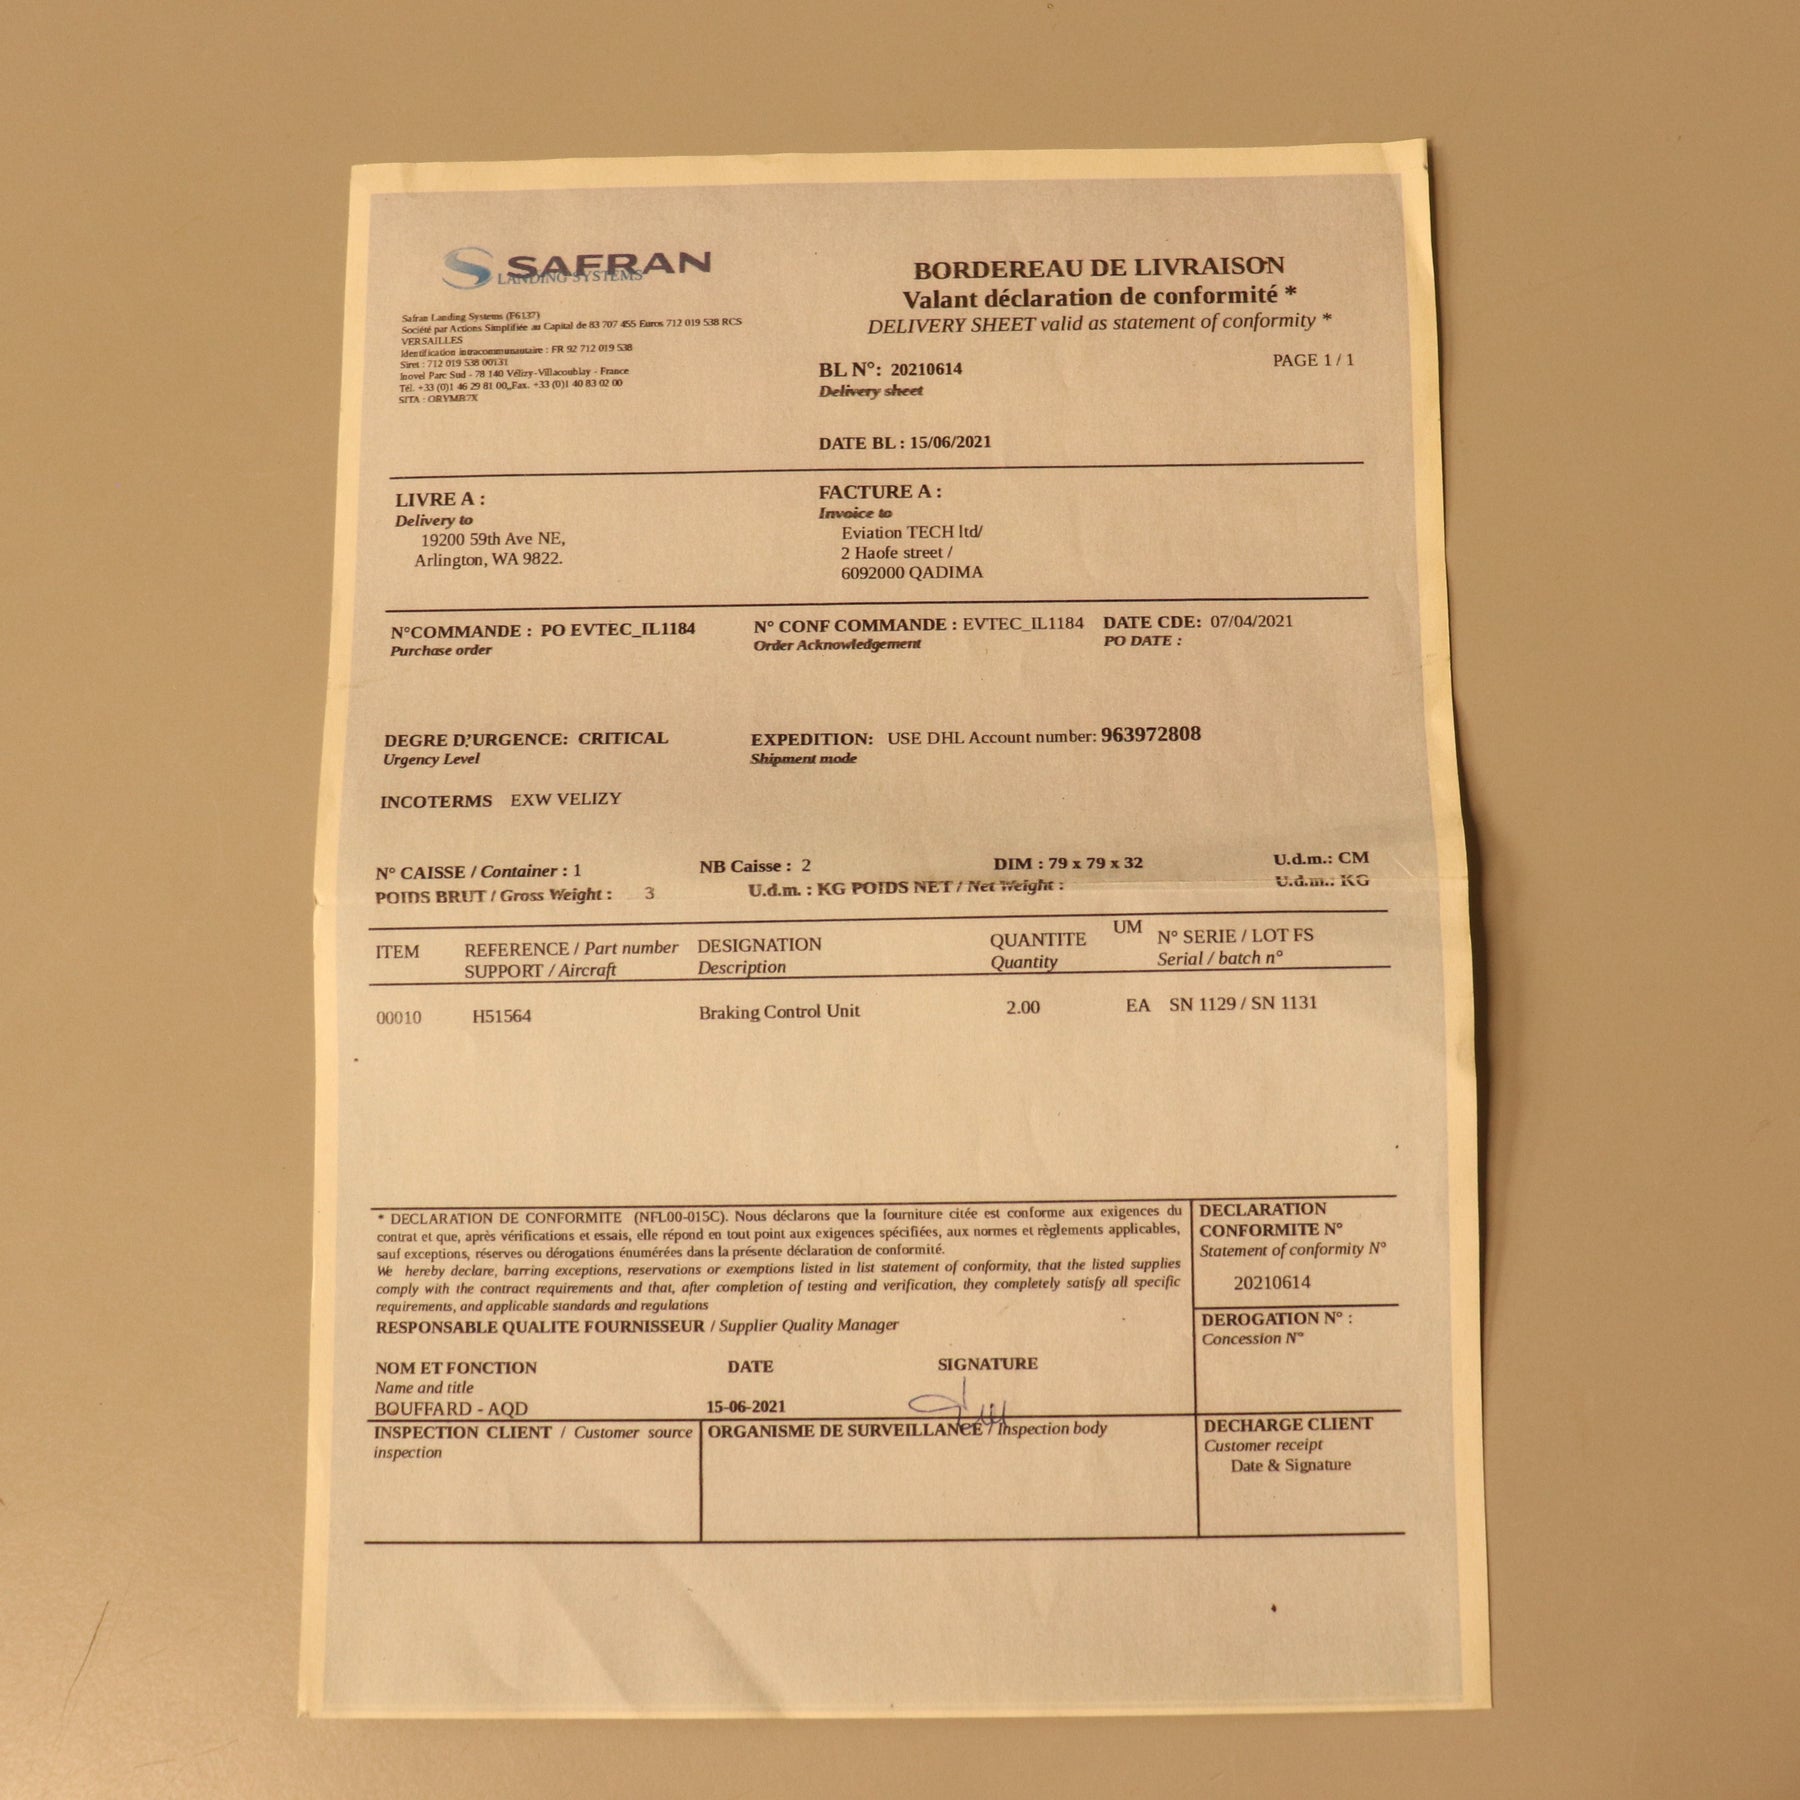 SAFRAN
LANDING SYSTEMS
Safran Landing Systems (F6137)
Société par Actions Simplifiée au Capital de 83 707 455 Euros 712 019 538 RCS
VERSAILLES
Identification intracommunautaire : FR 92 712 019 538
Siret : 712 019 538 00131
Inovel Parc Sud - 78 140 Vélizy-Villacoublay - France
Tél. +33 (0)1 46 29 81 00_Fax. +33 (0)1 40 83 02 00
SITA : ORYMB7X
BORDEREAU DE LIVRAISON
Valant déclaration de conformité *
DELIVERY SHEET valid as statement of conformity *
BL N°: 20210614
PAGE 1 / 1
Delivery sheet
DATE BL : 15/06/2021
LIVRE A :
Delivery to
19200 59th Ave NE,
Arlington, WA 9822.
FACTURE A :
Invoice to
Eviation TECH ltd/
2 Haofe street /
6092000 QADIMA
N°COMMANDE : PO EVTEC_IL1184
Purchase order
N° CONF COMMANDE : EVTEC_IL1184
Order Acknowledgement
DATE CDE: 07/04/2021
PO DATE :
DEGRE D'URGENCE: CRITICAL
Urgency Level
EXPEDITION: USE DHL Account number: 963972808
Shipment mode
INCOTERMS EXW VELIZY
N° CAISSE / Container : 1 NB Caisse : 2 DIM : 79 x 79 x 32 U.d.m.: CM
POIDS BRUT / Gross Weight : 3 U.d.m. : KG POIDS NET / Net Weight : U.d.m.: KG
ITEM REFERENCE / Part number DESIGNATION QUANTITE UM N° SERIE / LOT FS
SUPPORT / Aircraft Description Quantity Serial / batch n°
00010 H51564 Braking Control Unit 2.00 EA SN 1129 / SN 1131
* DECLARATION DE CONFORMITE (NFL00-015C). Nous déclarons que la fourniture citée est conforme aux exigences du
contrat et que, après vérifications et essais, elle répond en tout point aux exigences spécifiées, aux normes et règlements applicables,
sauf exceptions, réserves ou dérogations énumérées dans la présente déclaration de conformité.
We hereby declare, barring exceptions, reservations or exemptions listed in list statement of conformity, that the listed supplies
comply with the contract requirements and that, after completion of testing and verification, they completely satisfy all specific
requirements, and applicable standards and regulations
RESPONSABLE QUALITE FOURNISSEUR / Supplier Quality Manager
NOM ET FONCTION DATE SIGNATURE
Name and title
BOUFFARD - AQD 15-06-2021
DECLARATION
CONFORMITE N°
Statement of conformity N°
20210614
DEROGATION N° :
Concession N°
INSPECTION CLIENT / Customer source
inspection
ORGANISME DE SURVEILLANCE / Inspection body
DECHARGE CLIENT
Customer receipt
Date & Signature